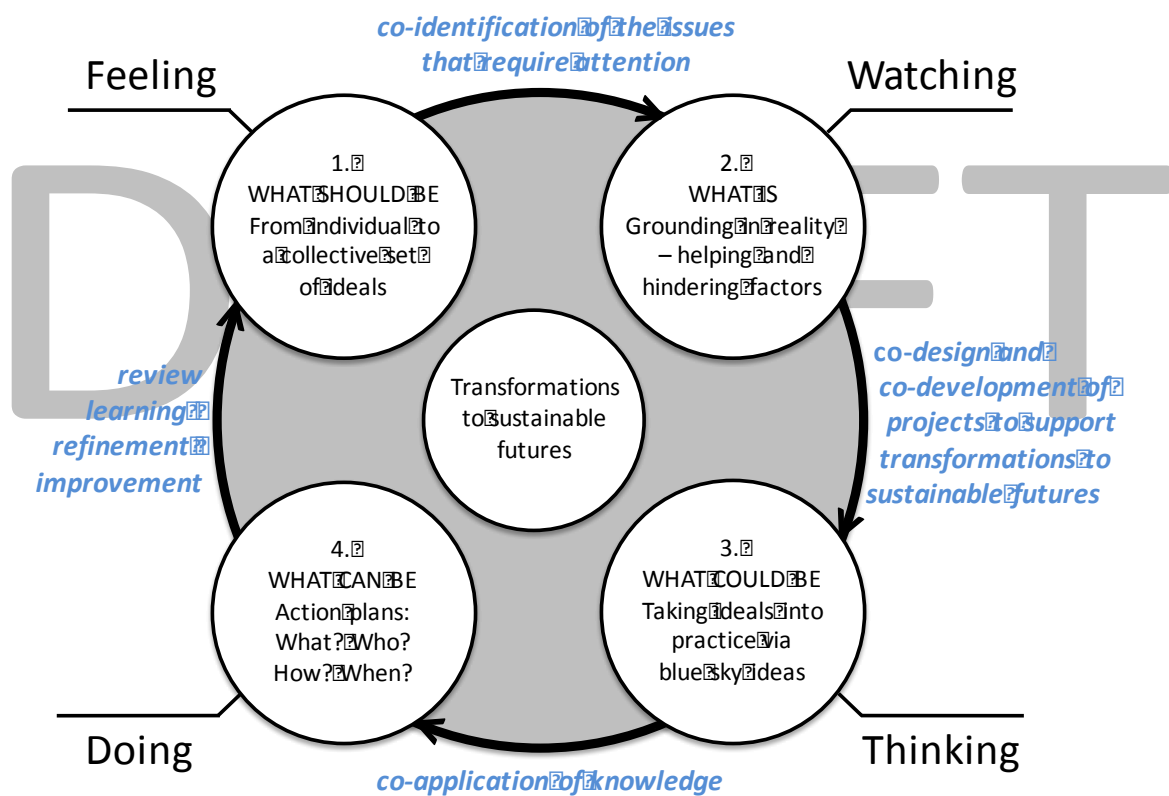 co-identification of the issues
that require attention
Feeling
Watching
D FT
1.
WHAT SHOULD BE
From individual to
a collective set
of ideals
2.
WHAT IS
Grounding in reality
– helping and
hindering factors
co-design and
co-development of
projects to support
transformations to
sustainable futures
Transformations
to sustainable
futures
review
learning
refinement
improvement
3.
WHAT COULD BE
Taking ideals into
practice via
blue sky ideas
4.
WHAT CAN BE
Action plans:
What? Who?
How? When?
Doing
Thinking
co-application of knowledge